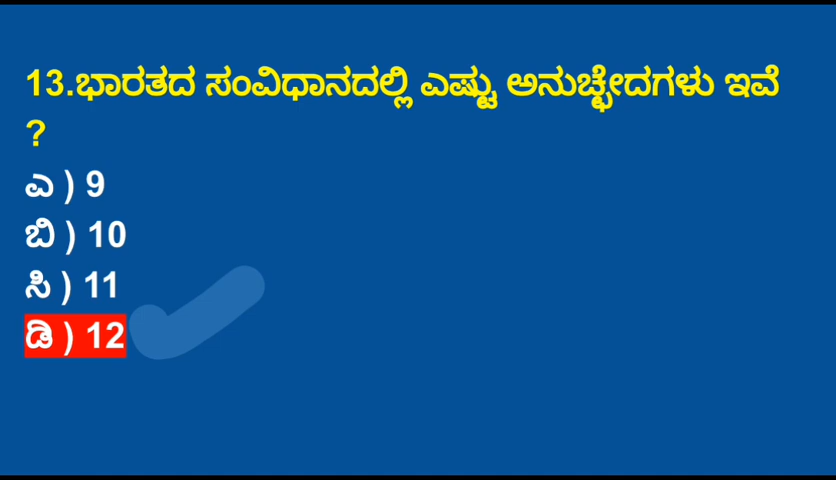 13.ಭಾರತದ ಸಂವಿಧಾನದಲ್ಲಿ ಎಷ್ಟು ಅನುಚ್ಛೇದಗಳು ಇವೆ
?
ಎ ) 9
ಬಿ ) 10
ಸಿ ) 11
ಡಿ ) 12